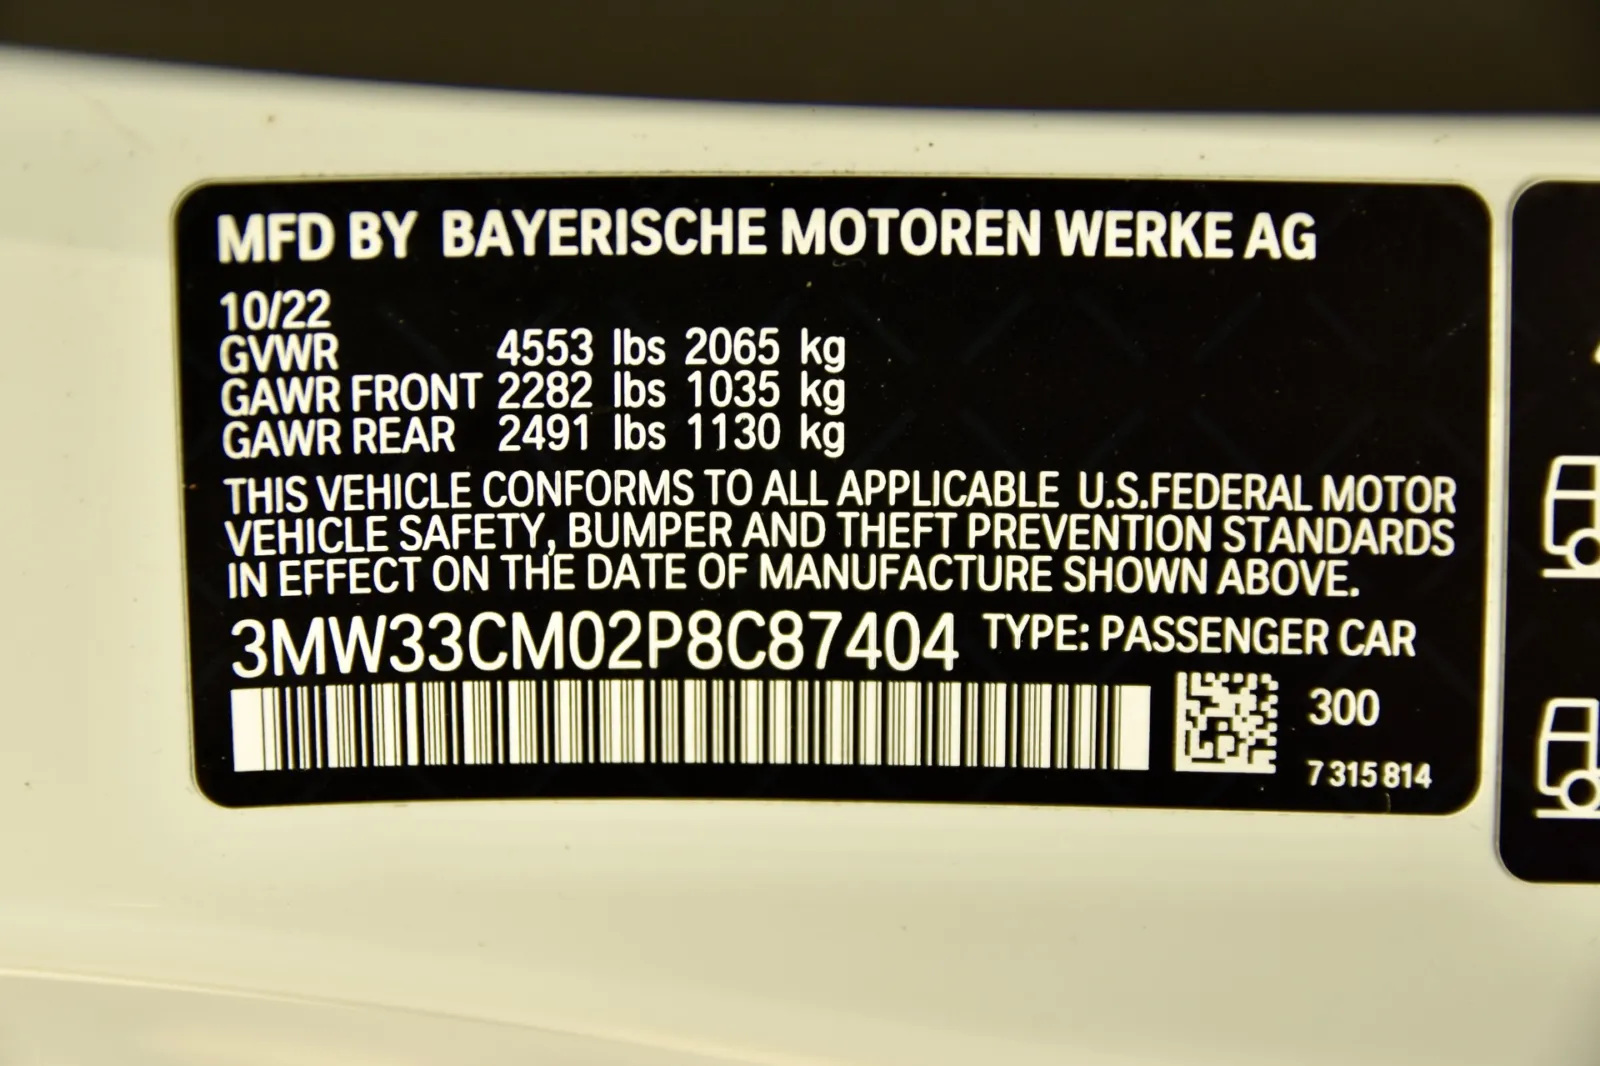 MFD BY BAYERISCHE MOTOREN WERKE AG
10/22
GVWR 4553 lbs 2065 kg
GAWR FRONT 2282 lbs 1035 kg
GAWR REAR 2491 lbs 1130 kg
THIS VEHICLE CONFORMS TO ALL APPLICABLE U.S.FEDERAL MOTOR
VEHICLE SAFETY, BUMPER AND THEFT PREVENTION STANDARDS
IN EFFECT ON THE DATE OF MANUFACTURE SHOWN ABOVE.
3MW33CM02P8C87404 TYPE: PASSENGER CAR
300
7 315 814